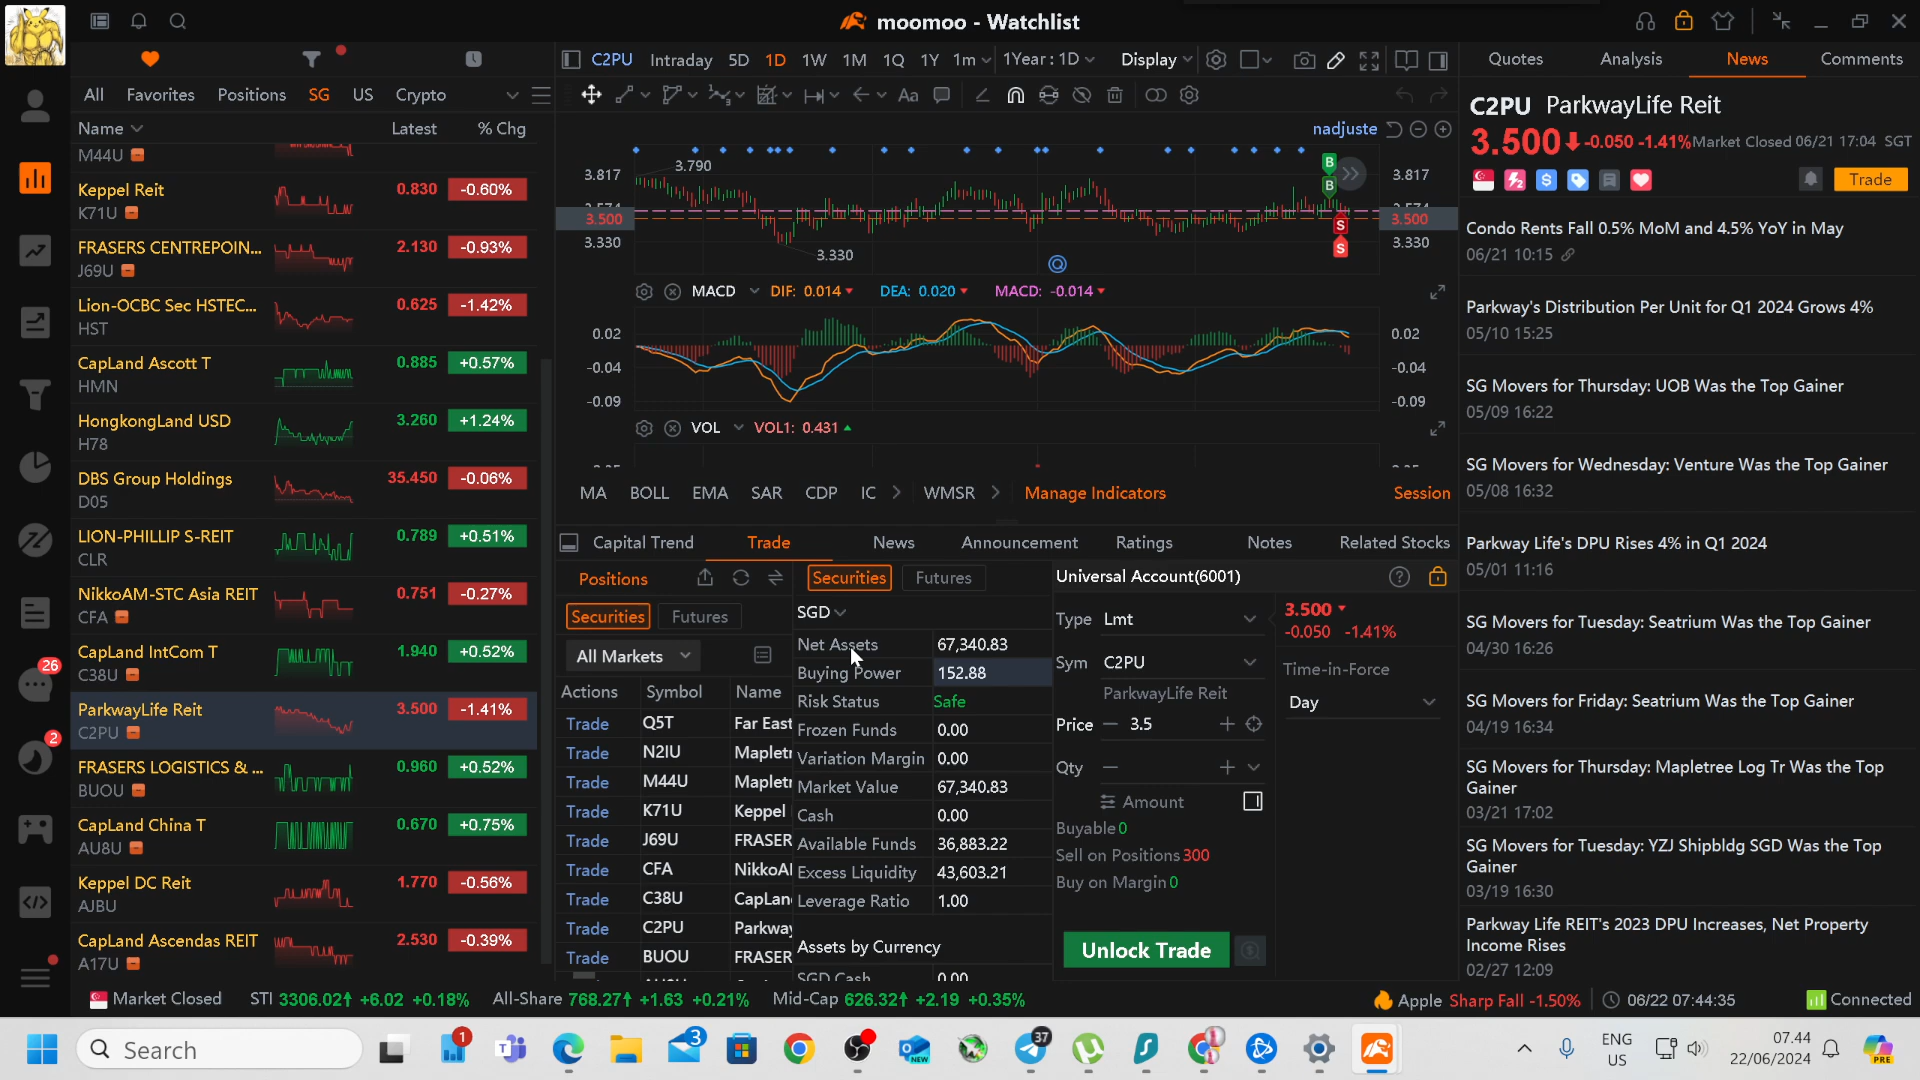 moomoo - Watchlist
C2PU Intraday 5D 1D 1W 1M 1Q 1Y 1m 1Year : 1D Display
Quotes Analysis News Comments
All Favorites Positions SG US Crypto
Aa
Name Latest % Chg
M44U
Keppel Reit 0.830 -0.60%
K71U
FRASERS CENTREPOIN... 2.130 -0.93%
J69U
Lion-OCBC Sec HSTEC... 0.625 -1.42%
HST
CapLand Ascott T 0.885 +0.57%
HMN
HongkongLand USD 3.260 +1.24%
H78
DBS Group Holdings 35.450 -0.06%
D05
LION-PHILLIP S-REIT 0.789 +0.51%
CLR
NikkoAM-STC Asia REIT 0.751 -0.27%
CFA
CapLand IntCom T 1.940 +0.52%
C38U
ParkwayLife Reit 3.500 -1.41%
C2PU
FRASERS LOGISTICS & ... 0.960 +0.52%
BUOU
CapLand China T 0.670 +0.75%
AU8U
Keppel DC Reit 1.770 -0.56%
AJBU
CapLand Ascendas REIT 2.530 -0.39%
A17U
26
2
nadjuste
3.790
3.817 B 3.817
B
3.500 S 3.500
3.330 S 3.330
3.330
Q
MACD DIF: 0.014 DEA: 0.020 MACD: -0.014
0.02 0.02
-0.04 -0.04
-0.09 -0.09
VOL VOL1: 0.431
MA BOLL EMA SAR CDP IC WMSR Manage Indicators Session
Capital Trend Trade News Announcement Ratings Notes Related Stocks
Positions
Securities Futures
All Markets
Actions Symbol Name
Trade Q5T Far East
Trade N2IU Mapletr
Trade M44U Mapletr
Trade K71U Keppel
Trade J69U FRASER
Trade CFA NikkoAl
Trade C38U CapLan
Trade C2PU Parkway
Trade BUOU FRASER
Securities Futures
SGD
Net Assets 67,340.83
Buying Power 152.88
Risk Status Safe
Frozen Funds 0.00
Variation Margin 0.00
Market Value 67,340.83
Cash 0.00
Available Funds 36,883.22
Excess Liquidity 43,603.21
Leverage Ratio 1.00
Assets by Currency
SGD Cash 0.00
Universal Account(6001)
Type Lmt
Sym C2PU
ParkwayLife Reit
Price 3.5
Qty
Amount
Buyable 0
Sell on Positions 300
Buy on Margin 0
Unlock Trade
3.500
-0.050 -1.41%
Time-in-Force
Day
C2PU ParkwayLife Reit
3.500 -0.050 -1.41% Market Closed 06/21 17:04 SGT
Trade
Condo Rents Fall 0.5% MoM and 4.5% YoY in May
06/21 10:15
Parkway's Distribution Per Unit for Q1 2024 Grows 4%
05/10 15:25
SG Movers for Thursday: UOB Was the Top Gainer
05/09 16:22
SG Movers for Wednesday: Venture Was the Top Gainer
05/08 16:32
Parkway Life's DPU Rises 4% in Q1 2024
05/01 11:16
SG Movers for Tuesday: Seatrium Was the Top Gainer
04/30 16:26
SG Movers for Friday: Seatrium Was the Top Gainer
04/19 16:34
SG Movers for Thursday: Mapletree Log Tr Was the Top
Gainer
03/21 17:02
SG Movers for Tuesday: YZJ Shipbldg SGD Was the Top
Gainer
03/19 16:30
Parkway Life REIT's 2023 DPU Increases, Net Property
Income Rises
02/27 12:09
Market Closed STI 3306.02↑ +6.02 +0.18% All-Share 768.27↑ +1.63 +0.21% Mid-Cap 626.32↑ +2.19 +0.35% Apple Sharp Fall -1.50% 06/22 07:44:35 Connected
Search 1 3 NEW 37 ENG
US 07.44
22/06/2024 PRE